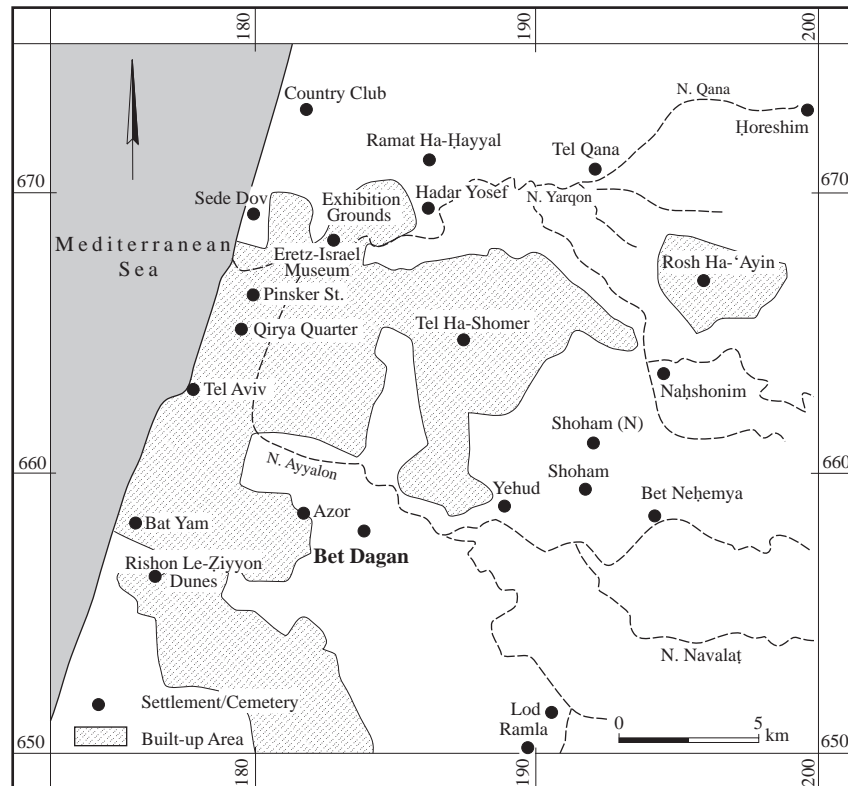 180
190
200
Country Club
N. Qana
Ḥoreshim
Ramat Ha-Ḥayyal
Tel Qana
670
670
Sede Dov
Exhibition
Grounds
Hadar Yosef
N. Yarqon
Mediterranean
Sea
Eretz-Israel
Museum
Rosh Ha-‘Ayin
Pinsker St.
Qirya Quarter
Tel Ha-Shomer
Tel Aviv
Naḥshonim
Shoham (N)
N. Ayyalon
660
660
Yehud
Shoham
Bet Neḥemya
Bat Yam
Azor
Bet Dagan
Rishon Le-Ẓiyyon
Dunes
N. Navalaṭ
Settlement/Cemetery
Lod
Ramla
0
5
km
Built-up Area
650
650
180
190
200